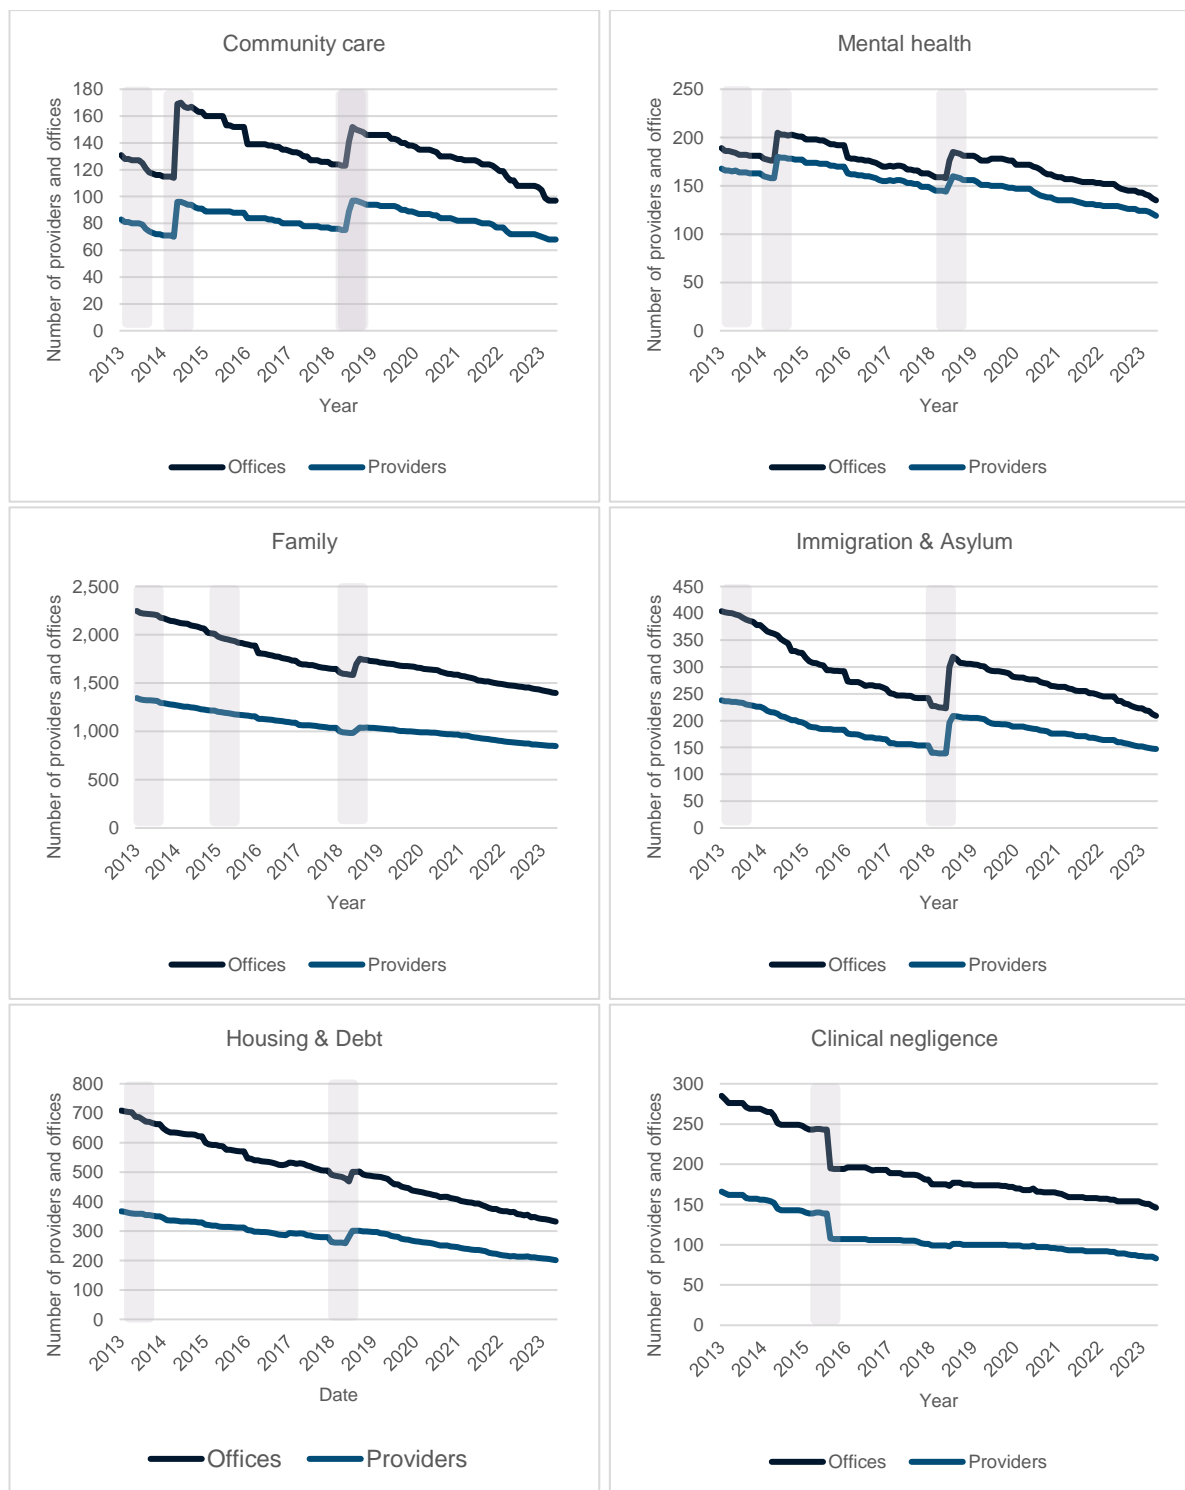 Community care
Number of providers and offices
180
160
140
120
100
80
60
40
20
0
2013 2014 2015 2016 2017 2018 2019 2020 2021 2022 2023
Year
Offices Providers
Mental health
Number of providers and office
250
200
150
100
50
0
2013 2014 2015 2016 2017 2018 2019 2020 2021 2022 2023
Year
Offices Providers
Family
Number of providers and offices
2,500
2,000
1,500
1,000
500
0
2013 2014 2015 2016 2017 2018 2019 2020 2021 2022 2023
Year
Offices Providers
Immigration & Asylum
Number of providers and offices
450
400
350
300
250
200
150
100
50
0
2013 2014 2015 2016 2017 2018 2019 2020 2021 2022 2023
Year
Offices Providers
Housing & Debt
Number of providers and offices
800
700
600
500
400
300
200
100
0
2013 2014 2015 2016 2017 2018 2019 2020 2021 2022 2023
Date
Offices Providers
Clinical negligence
Number of providers and offices
300
250
200
150
100
50
0
2013 2014 2015 2016 2017 2018 2019 2020 2021 2022 2023
Year
Offices Providers